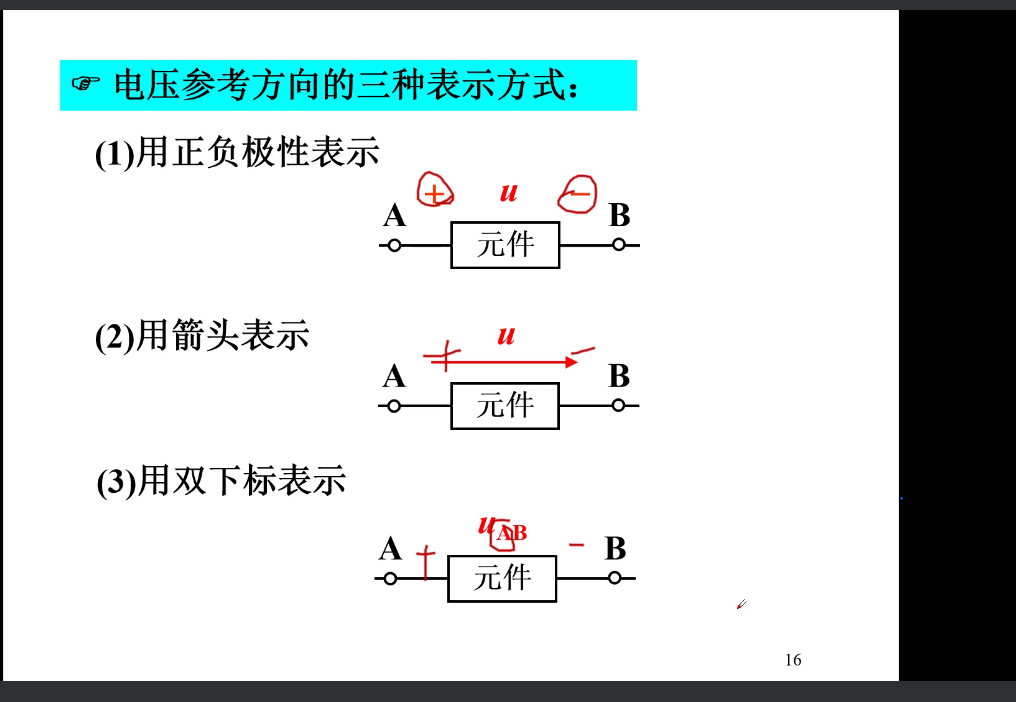 ☞ 电压参考方向的三种表示方式：
(1)用正负极性表示
+ u −
A 元件 B
(2)用箭头表示
+ u −
A 元件 B
(3)用双下标表示
uAB
A + 元件 − B
16